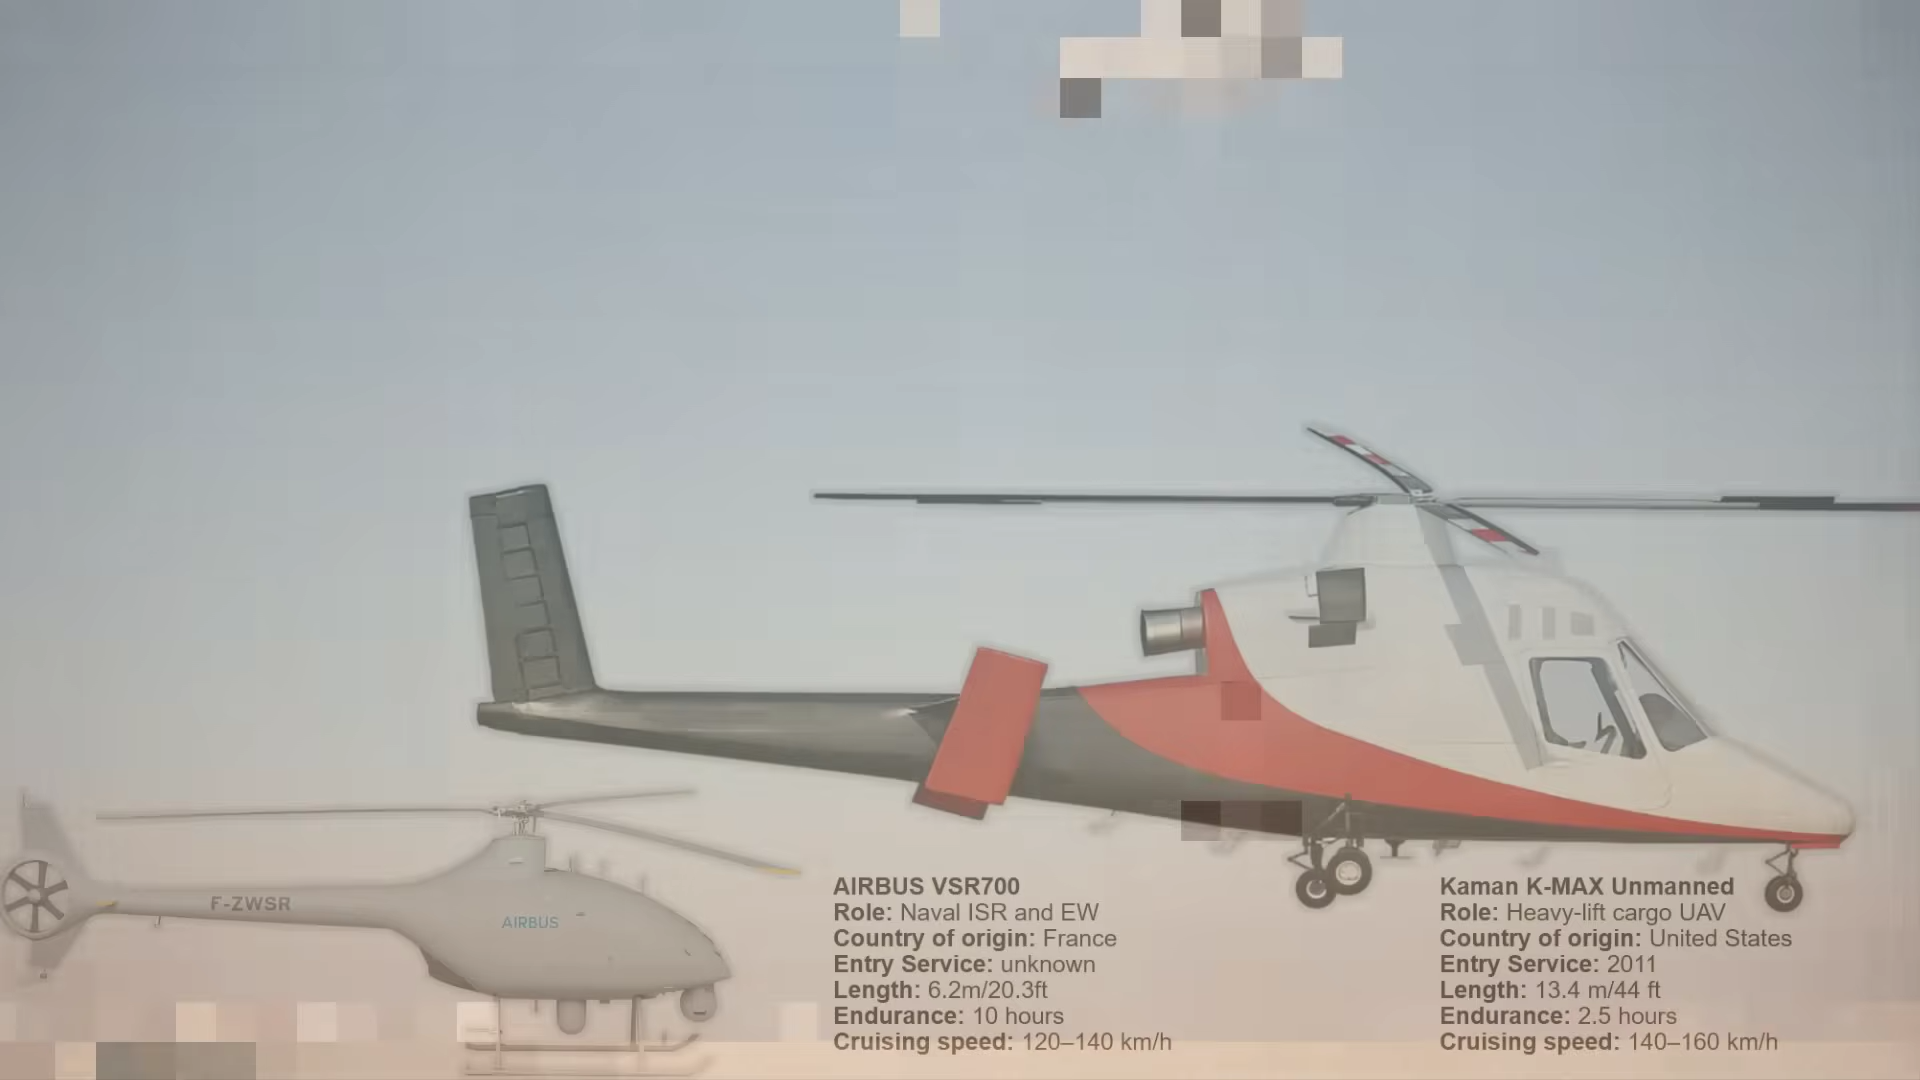 F-ZWSR
AIRBUS
AIRBUS VSR700
Role: Naval ISR and EW
Country of origin: France
Entry Service: unknown
Length: 6.2m/20.3ft
Endurance: 10 hours
Cruising speed: 120–140 km/h
Kaman K-MAX Unmanned
Role: Heavy-lift cargo UAV
Country of origin: United States
Entry Service: 2011
Length: 13.4 m/44 ft
Endurance: 2.5 hours
Cruising speed: 140–160 km/h